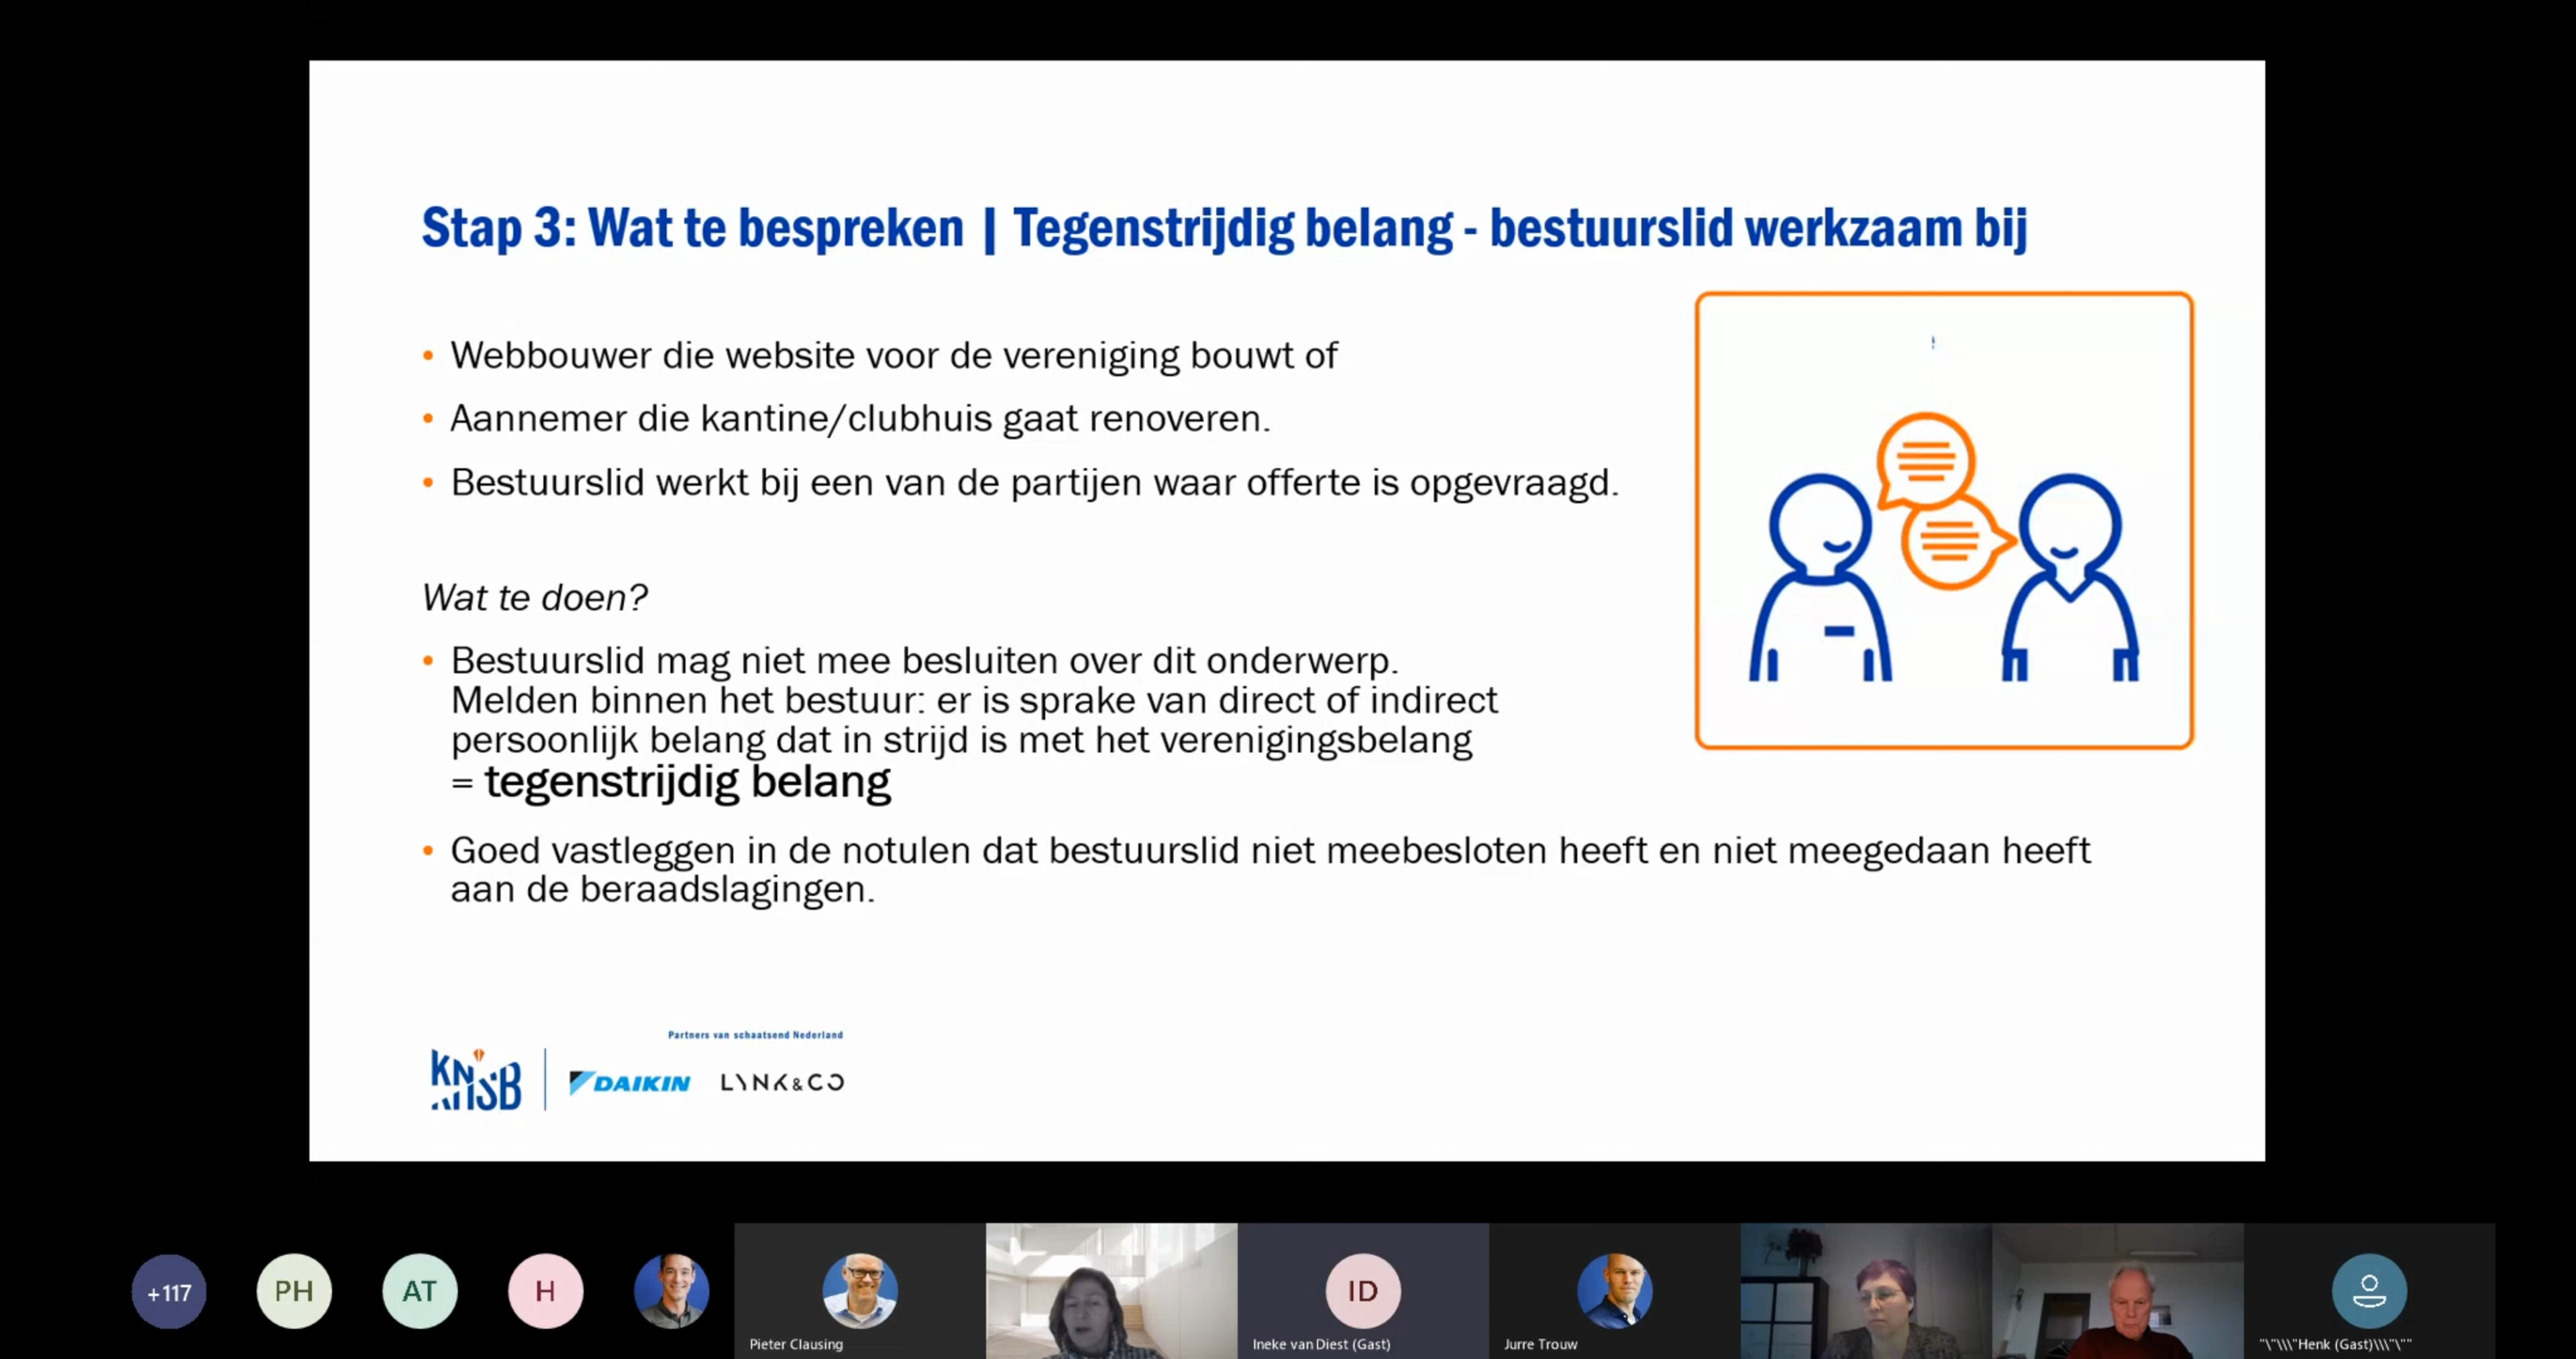 Stap 3: Wat te bespreken | Tegenstrijdig belang - bestuurslid werkzaam bij
• Webbouwer die website voor de vereniging bouwt of
• Aannemer die kantine/clubhuis gaat renoveren.
• Bestuurslid werkt bij een van de partijen waar offerte is opgevraagd.
Wat te doen?
• Bestuurslid mag niet mee besluiten over dit onderwerp.
Melden binnen het bestuur: er is sprake van direct of indirect
persoonlijk belang dat in strijd is met het verenigingsbelang
= tegenstrijdig belang
• Goed vastleggen in de notulen dat bestuurslid niet meebesloten heeft en niet meegedaan heeft
aan de beraadslagingen.
Partners van schaatsend Nederland
KNSB
DAIKIN
LYNK&CO
+117
PH
AT
H
ID
Pieter Clausing
Ineke van Diest (Gast)
Jurre Trouw
"\"\\\"Henk (Gast)\\\\"\""